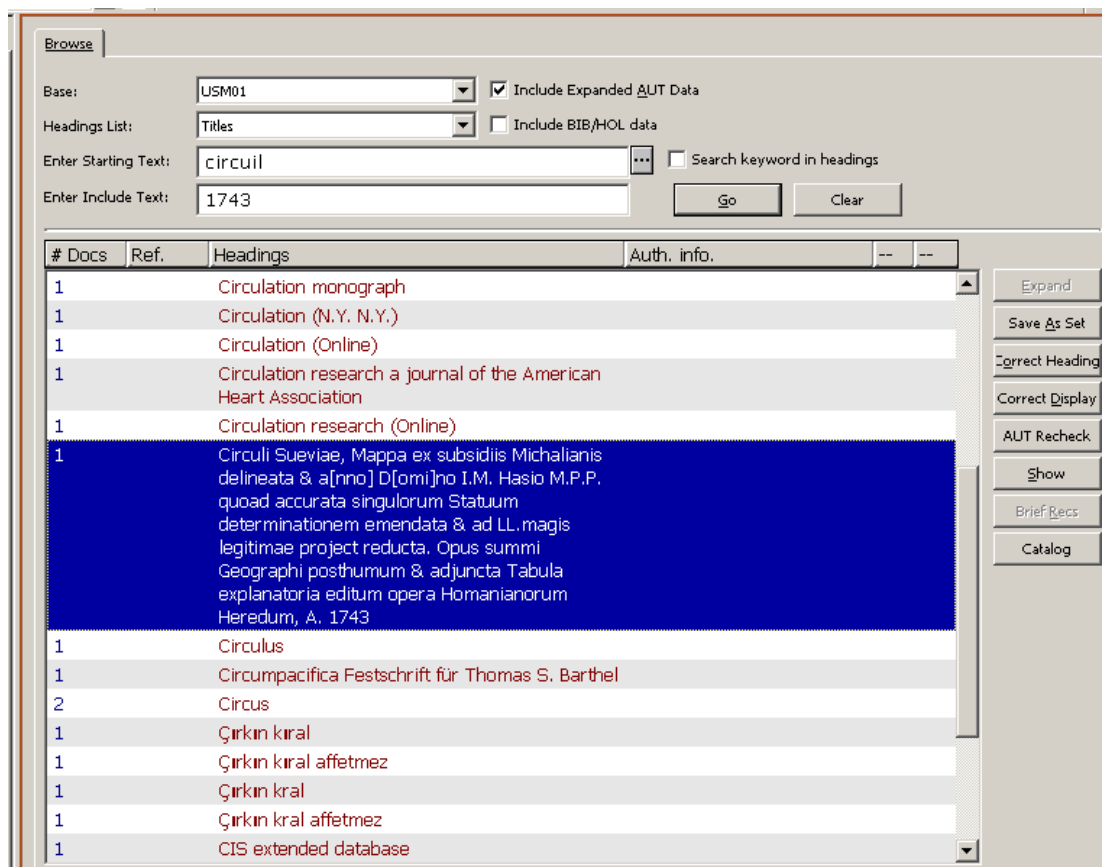 Browse
Base: USM01 Include Expanded AUT Data
Headings List: Titles Include BIB/HOL data
Enter Starting Text: circuil ... Search keyword in headings
Enter Include Text: 1743 Go Clear
# Docs Ref. Headings Auth. info. -- --
1 Circulation monograph
Expand
1 Circulation (N.Y. N.Y.)
Save As Set
1 Circulation (Online)
Correct Heading
1 Circulation research a journal of the American
Heart Association
Correct Display
1 Circulation research (Online)
AUT Recheck
1 Circuli Sueviae, Mappa ex subsidiis Michalianis
delineata & a[nno] D[omi]no I.M. Hasio M.P.P.
Show
quoad accurata singulorum Statuum
determinationem emendata & ad LL.magis
Brief Recs
legitimae project reducta. Opus summi
Catalog
Geographi posthumum & adjuncta Tabula
explanatoria editum opera Homanianorum
Heredum, A. 1743
1 Circulus
1 Circumpacifica Festschrift für Thomas S. Barthel
2 Circus
1 Çırkın kıral
1 Çırkın kıral affetmez
1 Çırkın kral
1 Çırkın kral affetmez
1 CIS extended database